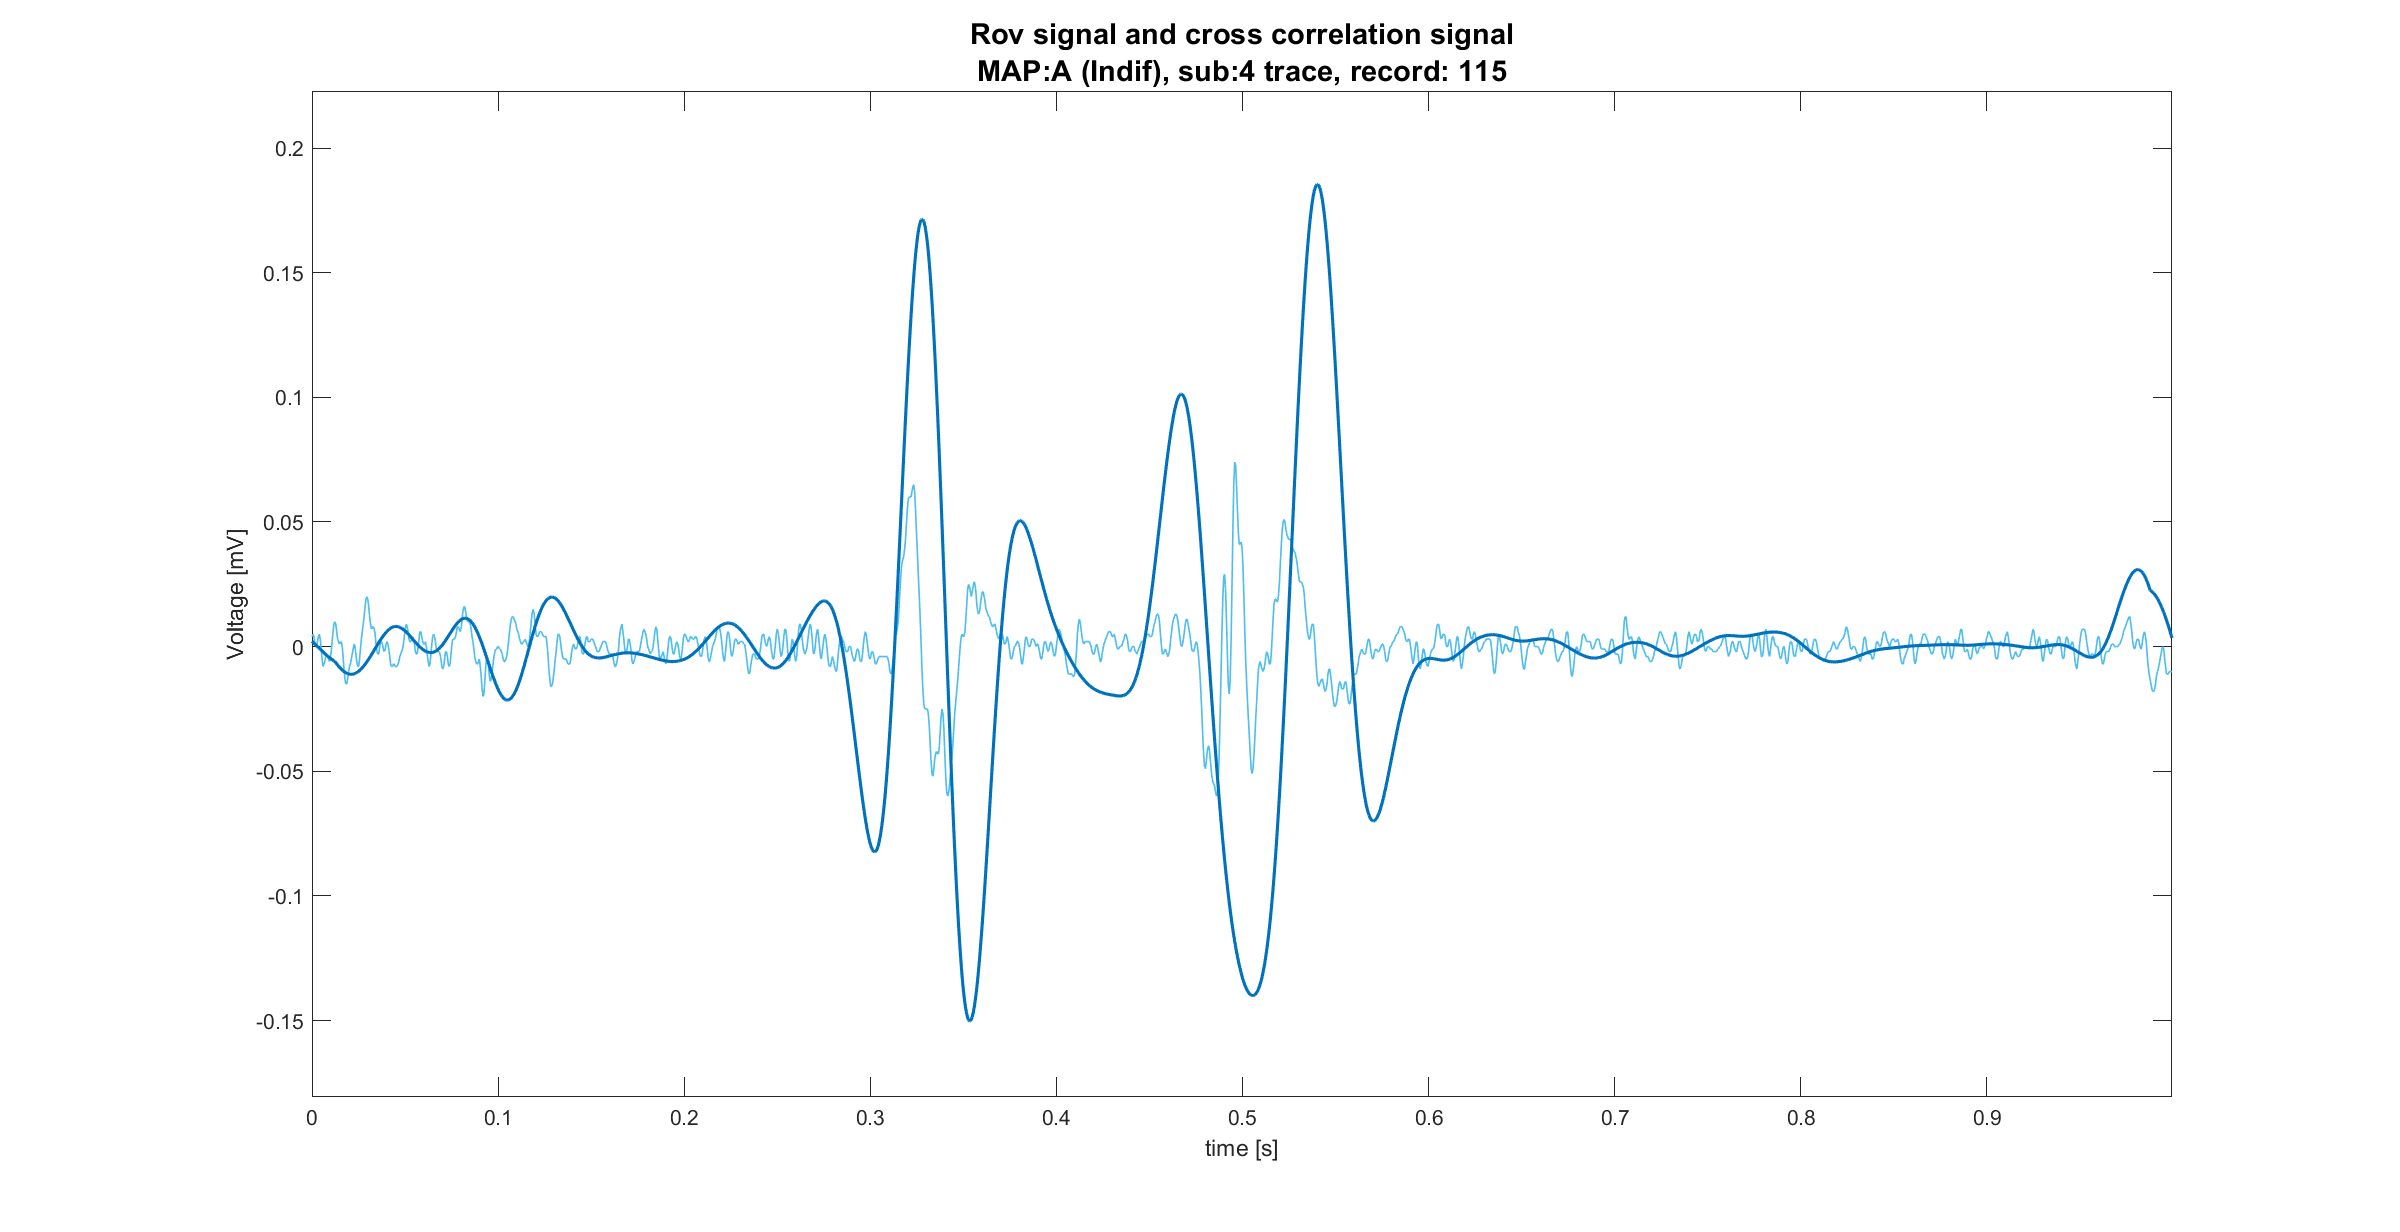 Rov signal and cross correlation signal
MAP:A (Indif), sub:4 trace, record: 115
0.2
0.15
0.1
0.05
0
-0.05
-0.1
-0.15
Voltage [mV]
0 0.1 0.2 0.3 0.4 0.5 0.6 0.7 0.8 0.9
time [s]